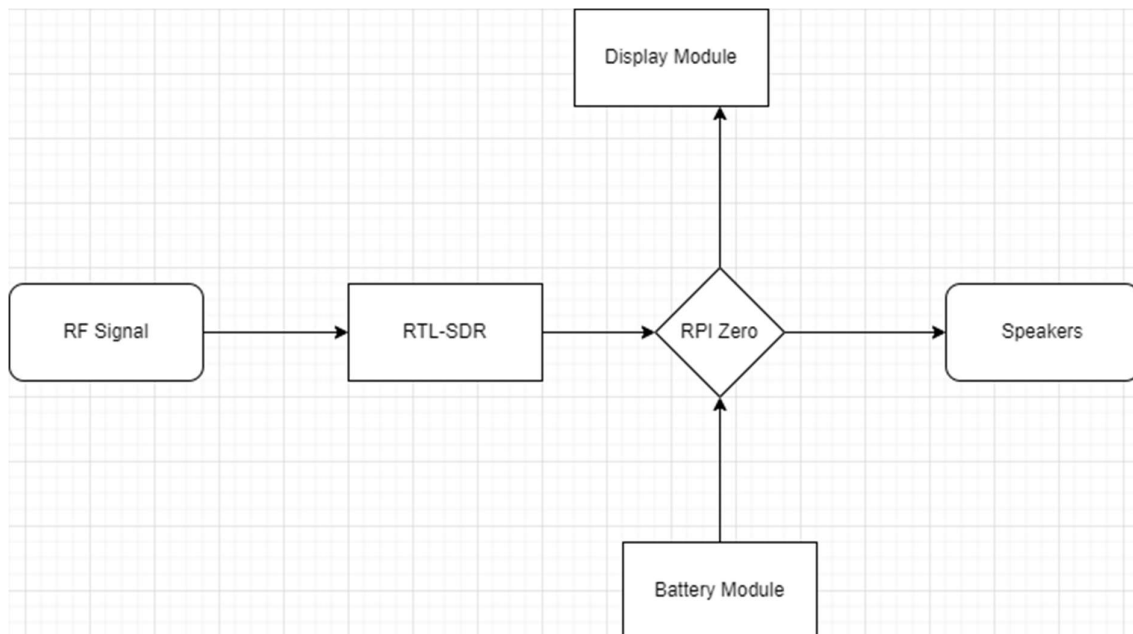 Display Module
RF Signal
RTL-SDR
RPI Zero
Speakers
Battery Module